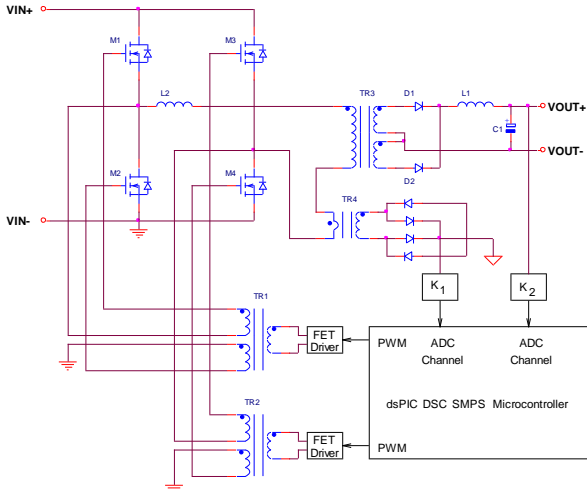 VIN+
M1
M3
L2
TR3
D1
L1
VOUT+
C1
+
VOUT-
M2
M4
D2
VIN-
TR4
K1
K2
TR1
FET
Driver
PWM
ADC
Channel
ADC
Channel
dsPIC DSC SMPS Microcontroller
TR2
FET
Driver
PWM